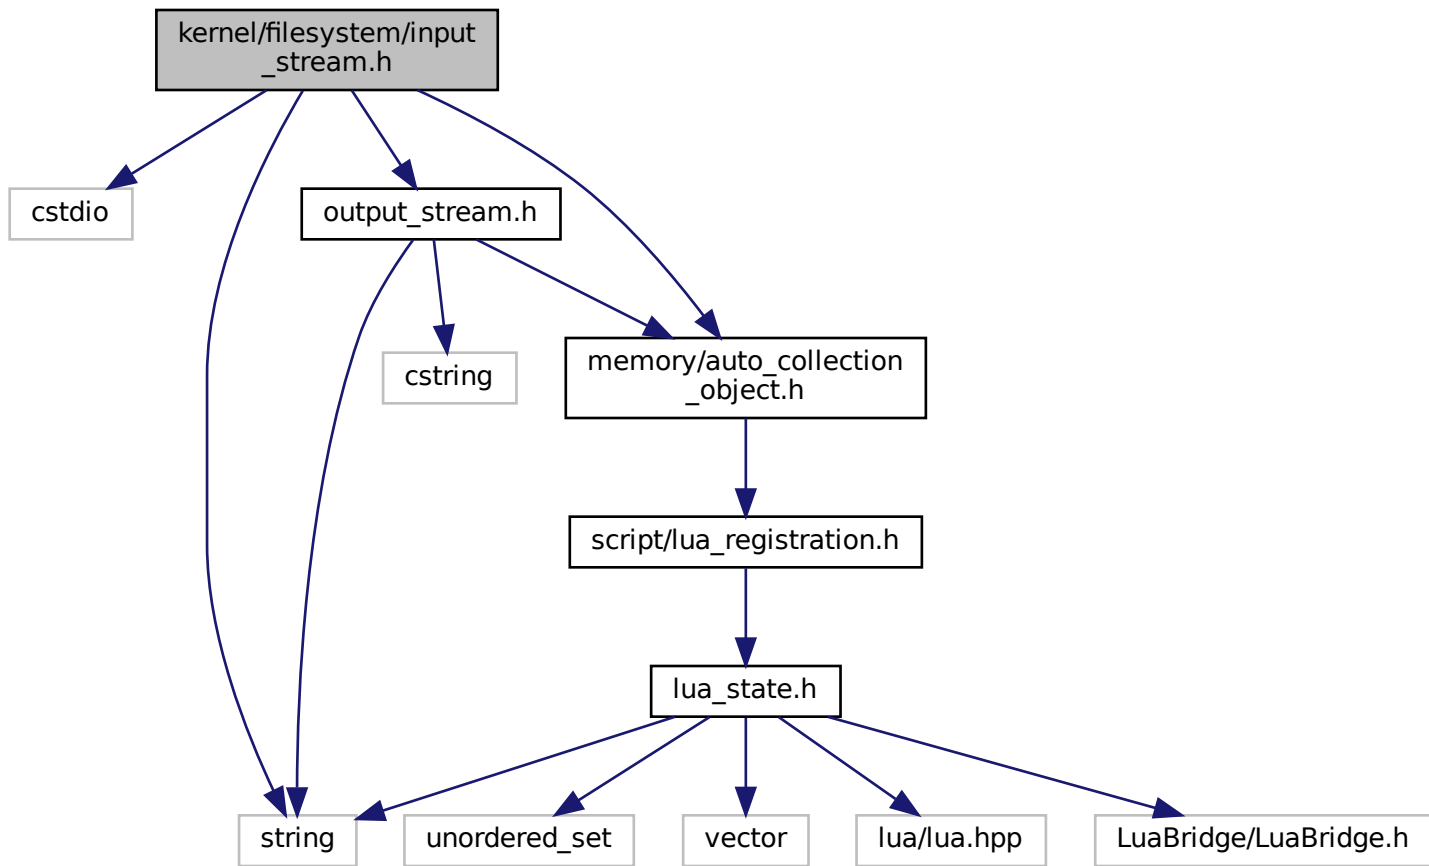 kernel/filesystem/input
_stream.h
cstdio
output_stream.h
cstring
memory/auto_collection
_object.h
script/lua_registration.h
lua_state.h
string
unordered_set
vector
lua/lua.hpp
LuaBridge/LuaBridge.h